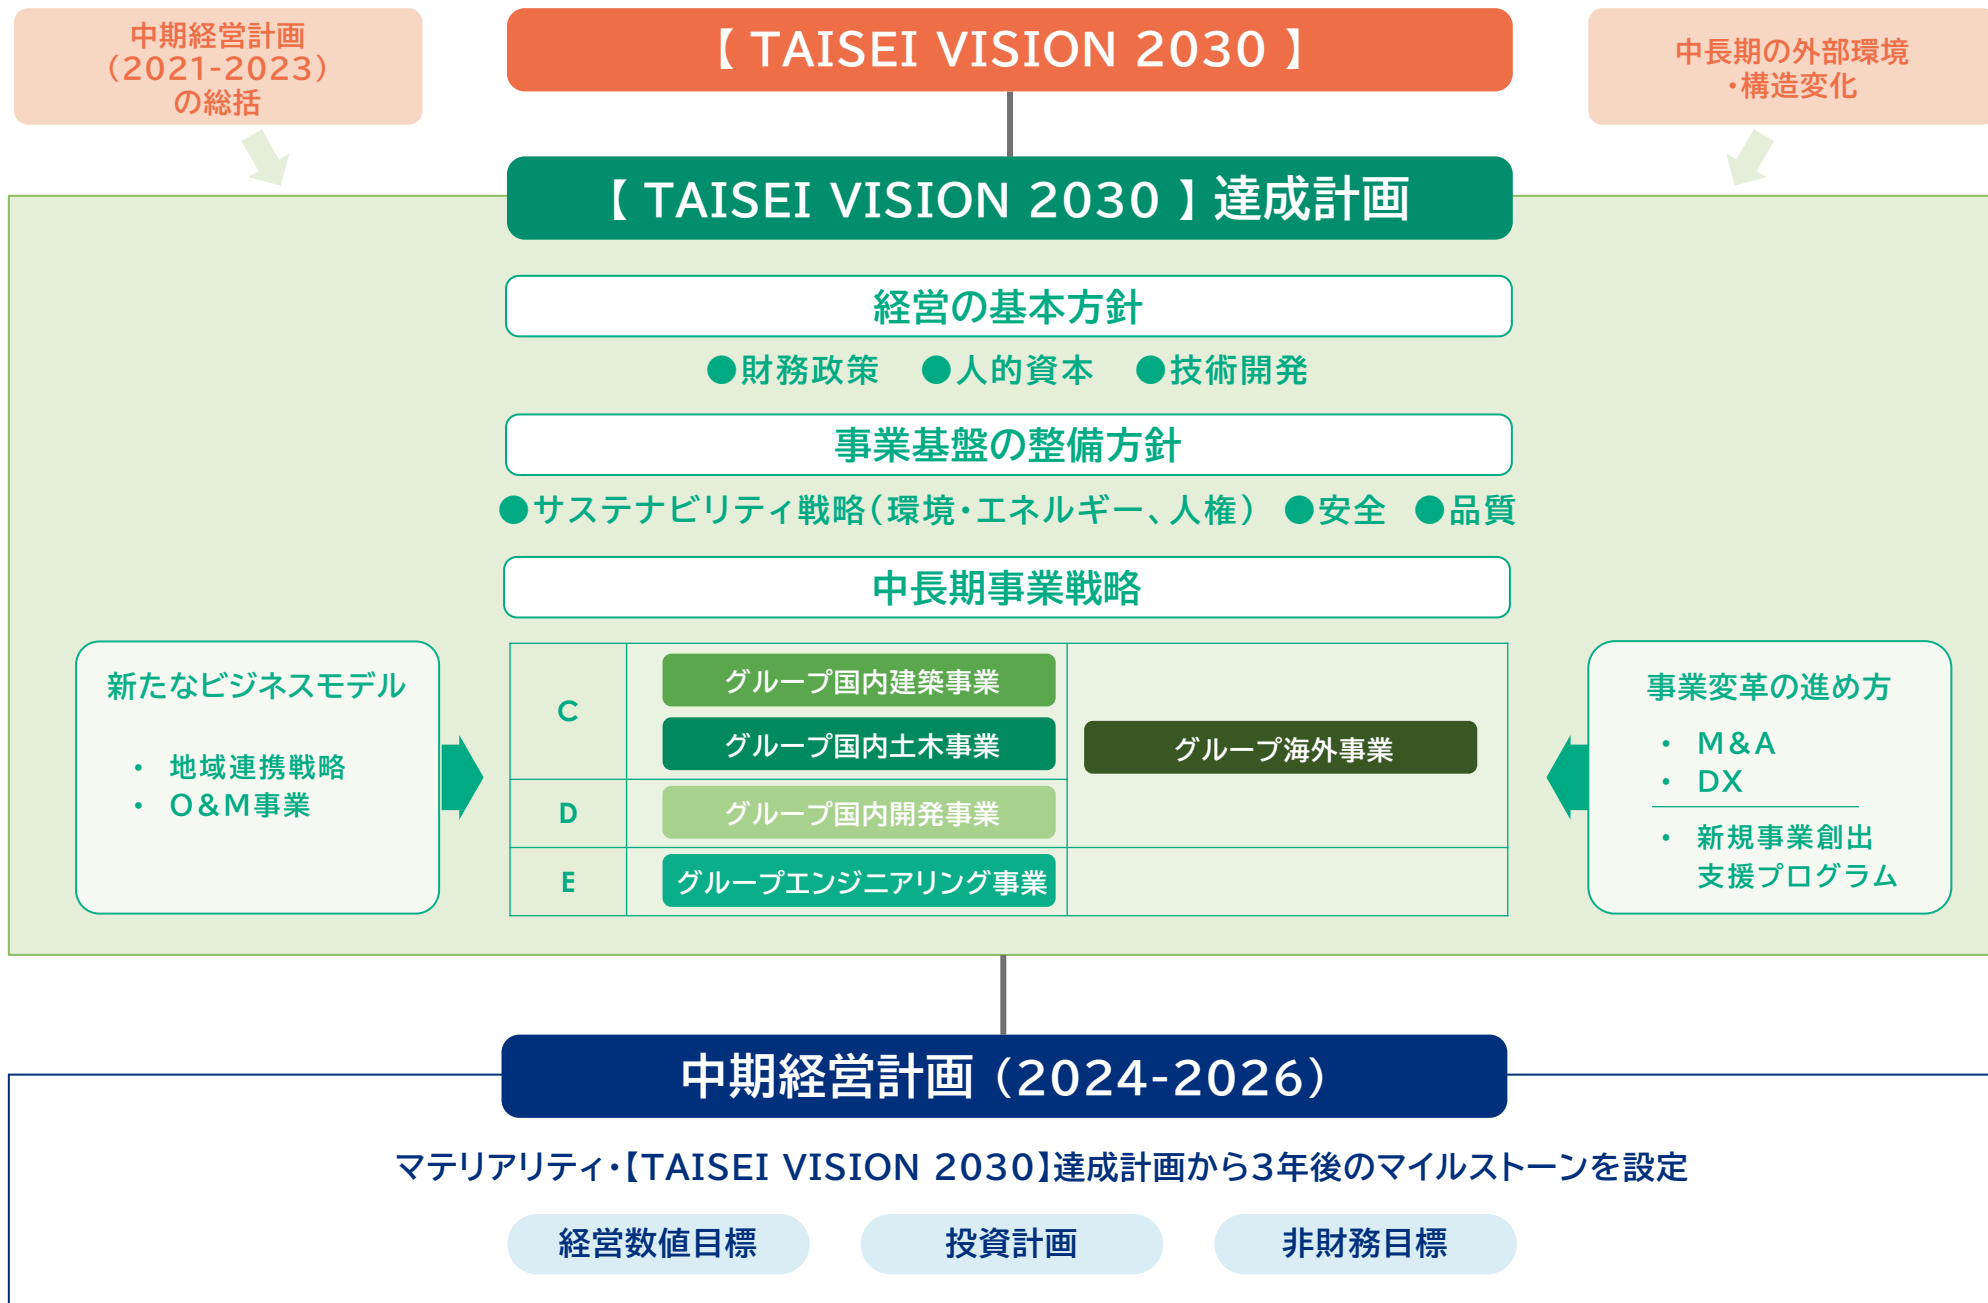 中期経営計画
（2021-2023）
の総括
【 TAISEI VISION 2030 】
中長期の外部環境
・構造変化
【 TAISEI VISION 2030 】 達成計画
経営の基本方針
●財務政策 ●人的資本 ●技術開発
事業基盤の整備方針
●サステナビリティ戦略（環境・エネルギー、人権） ●安全 ●品質
中長期事業戦略
新たなビジネスモデル
・ 地域連携戦略
・ O＆M事業
C
グループ国内建築事業
グループ国内土木事業
D
グループ国内開発事業
E
グループエンジニアリング事業
グループ海外事業
事業変革の進め方
・ M＆A
・ DX
・ 新規事業創出
支援プログラム
中期経営計画（2024-2026）
マテリアリティ・【TAISEI VISION 2030】達成計画から3年後のマイルストーンを設定
経営数値目標
投資計画
非財務目標